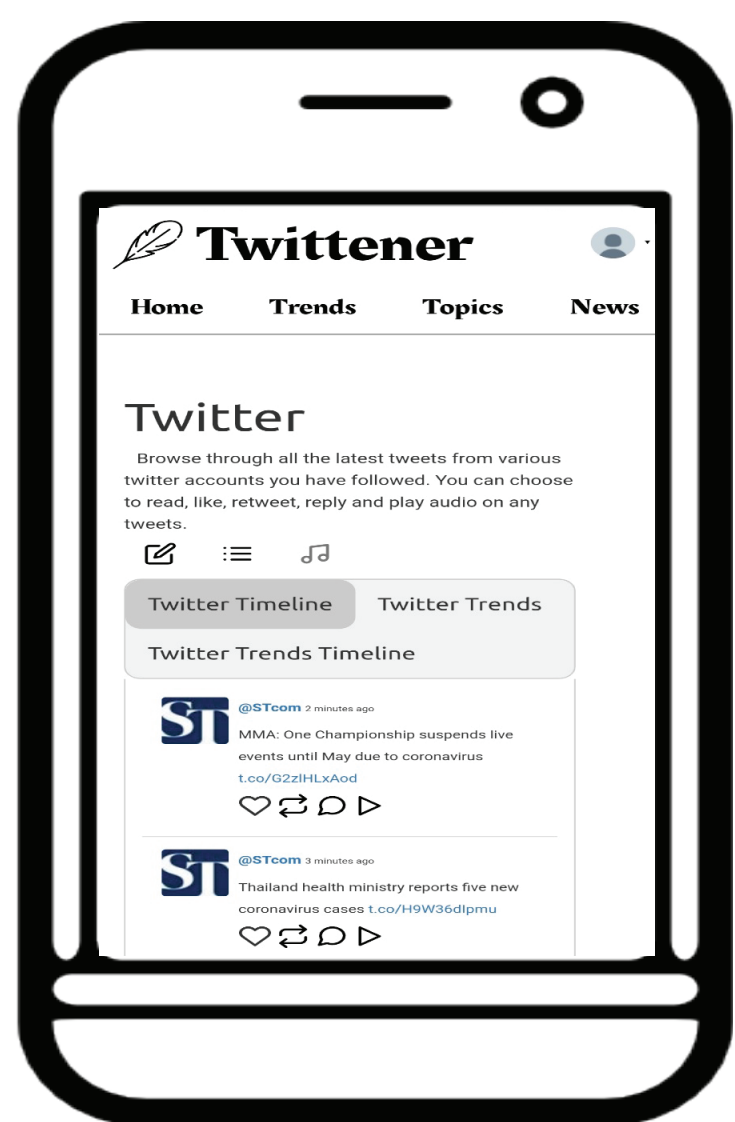 Twittener
Home Trends Topics News
Twitter
Browse through all the latest tweets from various
twitter accounts you have followed. You can choose
to read, like, retweet, reply and play audio on any
tweets.
Twitter Timeline Twitter Trends
Twitter Trends Timeline
ST
@STcom 2 minutes ago
MMA: One Championship suspends live
events until May due to coronavirus
t.co/G2zlHLxAod
ST
@STcom 3 minutes ago
Thailand health ministry reports five new
coronavirus cases t.co/H9W36dlpmu